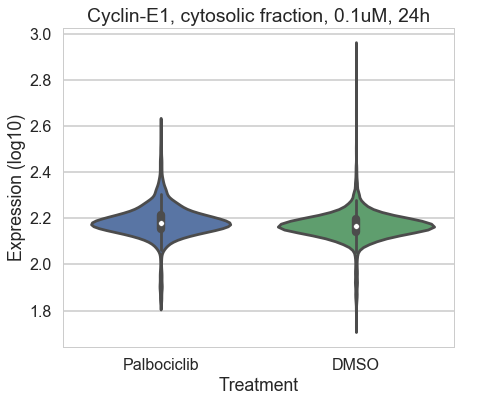 Cyclin-E1, cytosolic fraction, 0.1uM, 24h
3.0
2.8
2.6
2.4
2.2
2.0
1.8
Expression (log10)
Palbociclib DMSO
Treatment